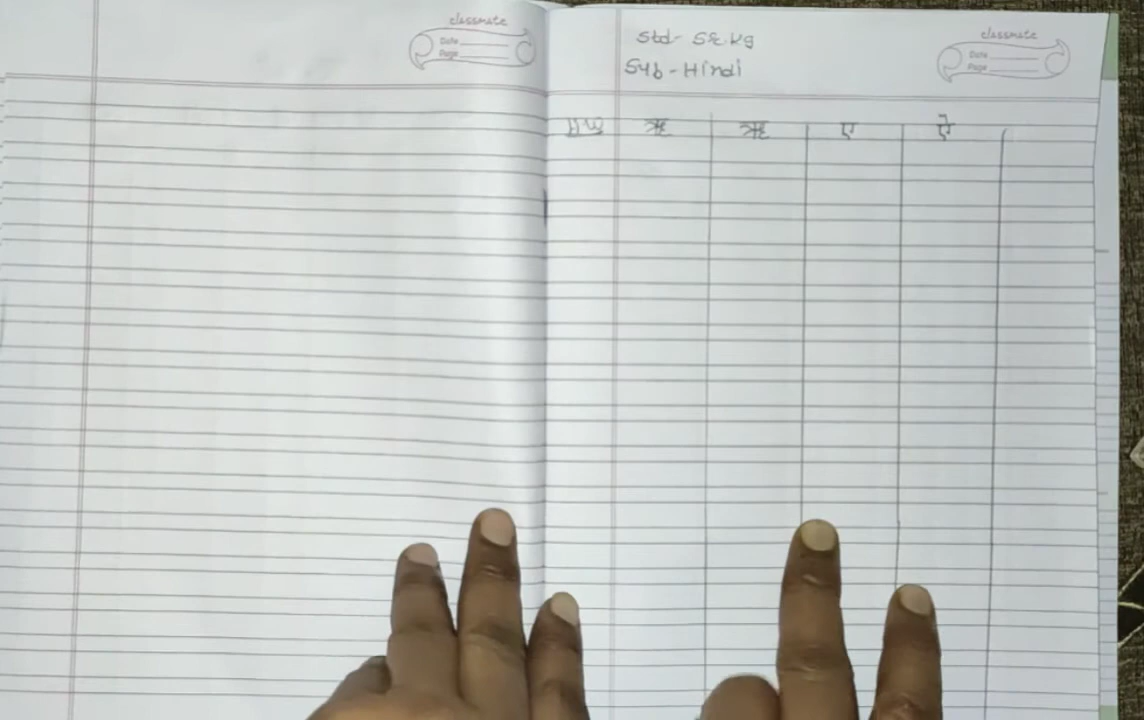 classmate
Date
Page
Std- Sr. kg
Sub - Hindi
classmate
Date
Page
H.W ऋ ऋ ए ऐ